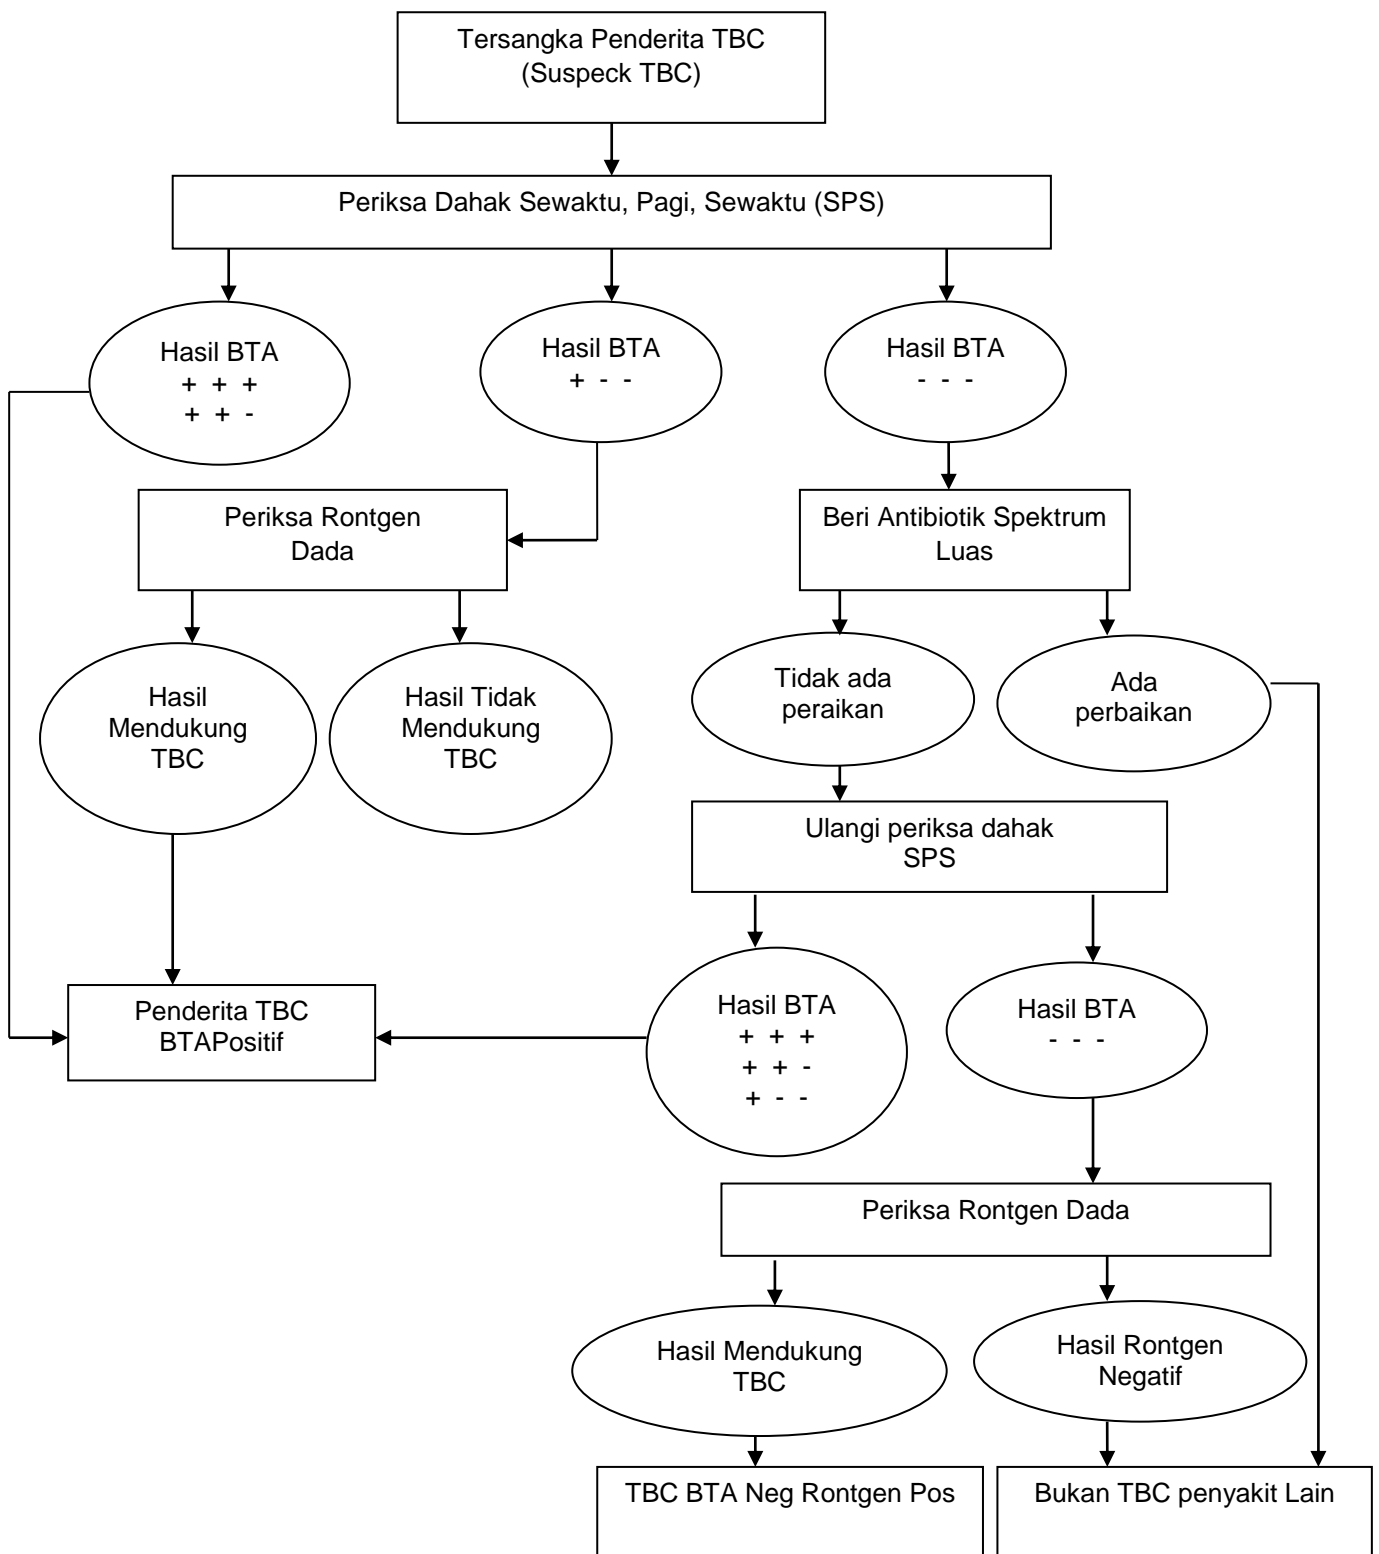 Tersangka Penderita TBC
(Suspeck TBC)
Periksa Dahak Sewaktu, Pagi, Sewaktu (SPS)
Hasil BTA
+ + +
+ + -
Hasil BTA
+ - -
Hasil BTA
- - -
Periksa Rontgen
Dada
Beri Antibiotik Spektrum
Luas
Hasil
Mendukung
TBC
Hasil Tidak
Mendukung
TBC
Tidak ada
peraikan
Ada
perbaikan
Ulangi periksa dahak
SPS
Penderita TBC
BTAPositif
Hasil BTA
+ + +
+ + -
+ - -
Hasil BTA
- - -
Periksa Rontgen Dada
Hasil Mendukung
TBC
Hasil Rontgen
Negatif
TBC BTA Neg Rontgen Pos
Bukan TBC penyakit Lain